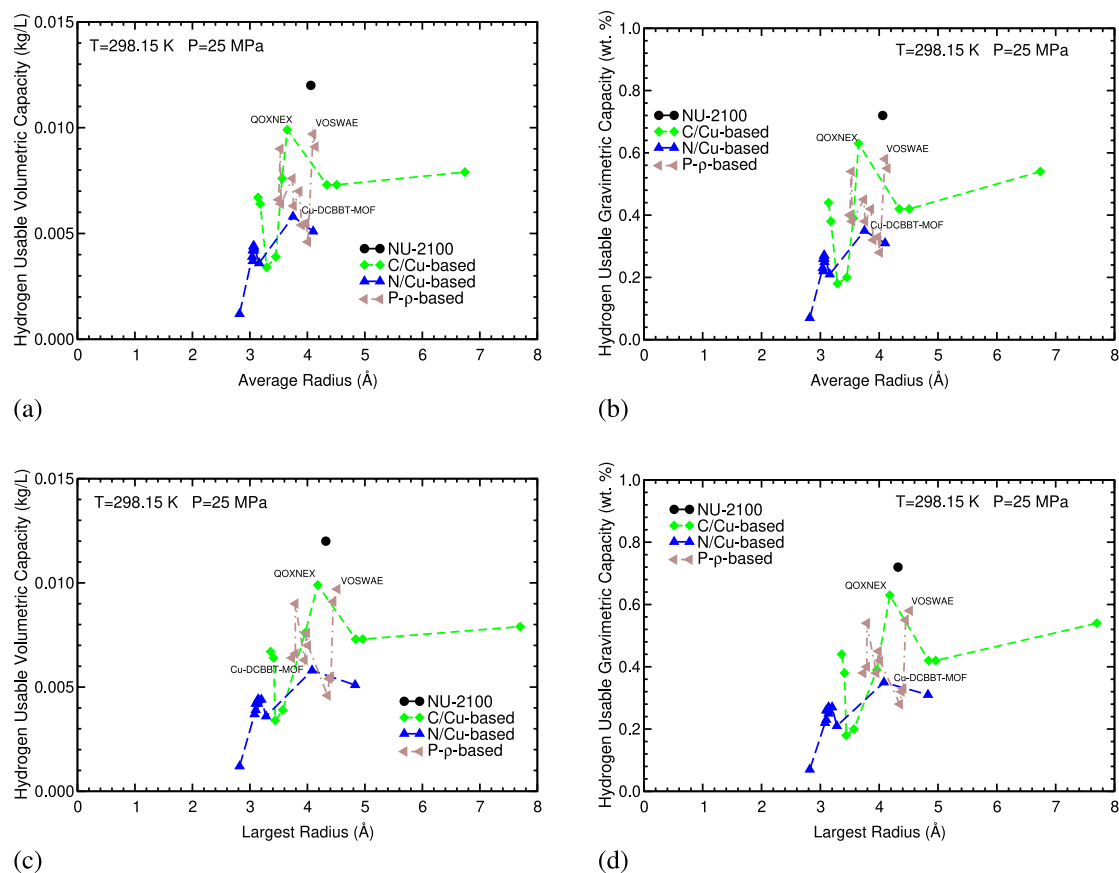 Hydrogen Usable Volumetric Capacity (kg/L)
0.015
0.010
0.005
0.000
T=298.15 K P=25 MPa
QOXNEX
VOSWAE
Cu-DCBBT-MOF
NU-2100
C/Cu-based
N/Cu-based
P-ρ-based
0 1 2 3 4 5 6 7 8
Average Radius (Å)
(a)
Hydrogen Usable Gravimetric Capacity (wt. %)
1.0
0.8
0.6
0.4
0.2
0.0
T=298.15 K P=25 MPa
NU-2100
C/Cu-based
N/Cu-based
P-ρ-based
QOXNEX
VOSWAE
Cu-DCBBT-MOF
0 1 2 3 4 5 6 7 8
Average Radius (Å)
(b)
Hydrogen Usable Volumetric Capacity (kg/L)
0.015
0.010
0.005
0.000
T=298.15 K P=25 MPa
QOXNEX
VOSWAE
Cu-DCBBT-MOF
NU-2100
C/Cu-based
N/Cu-based
P-ρ-based
0 1 2 3 4 5 6 7 8
Largest Radius (Å)
(c)
Hydrogen Usable Gravimetric Capacity (wt. %)
1.0
0.8
0.6
0.4
0.2
0.0
T=298.15 K P=25 MPa
NU-2100
C/Cu-based
N/Cu-based
P-ρ-based
QOXNEX
VOSWAE
Cu-DCBBT-MOF
0 1 2 3 4 5 6 7 8
Largest Radius (Å)
(d)